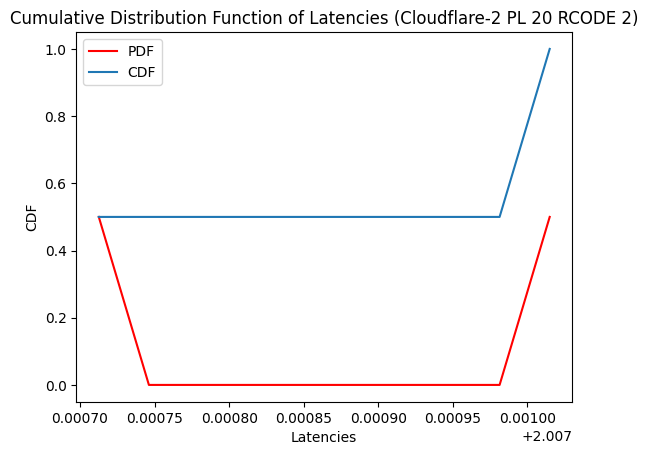 Cumulative Distribution Function of Latencies (Cloudflare-2 PL 20 RCODE 2)
PDF
CDF
1.0
0.8
0.6
0.4
0.2
0.0
CDF
0.00070 0.00075 0.00080 0.00085 0.00090 0.00095 0.00100
+2.007
Latencies